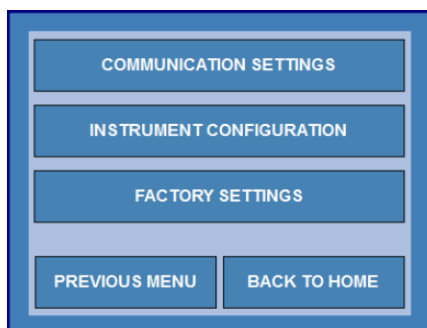 COMMUNICATION SETTINGS
INSTRUMENT CONFIGURATION
FACTORY SETTINGS
PREVIOUS MENU
BACK TO HOME